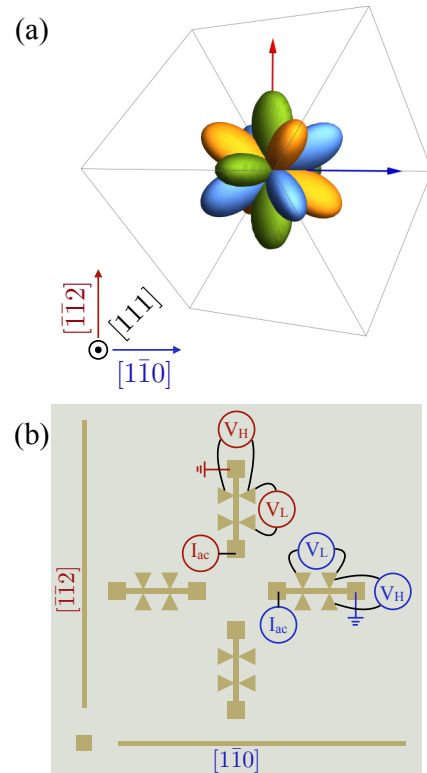 (a)
[1̄1̄2]
[111]
[11̄0]
(b)
V_H
V_L
I_ac
V_L
V_H
I_ac
[1̄1̄2]
[11̄0]